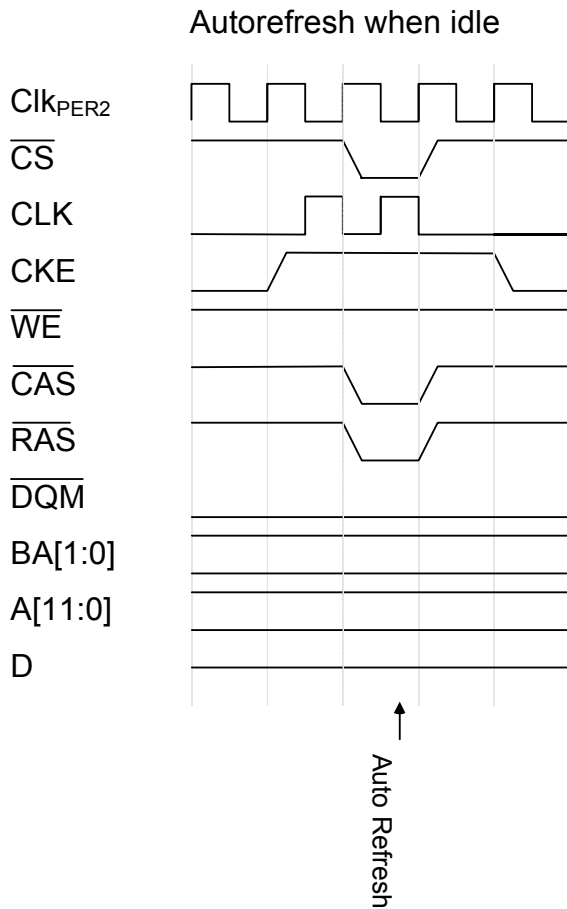 Autorefresh when idle
ClkPER2
CS
CLK
CKE
WE
CAS
RAS
DQM
BA[1:0]
A[11:0]
D
Auto Refresh